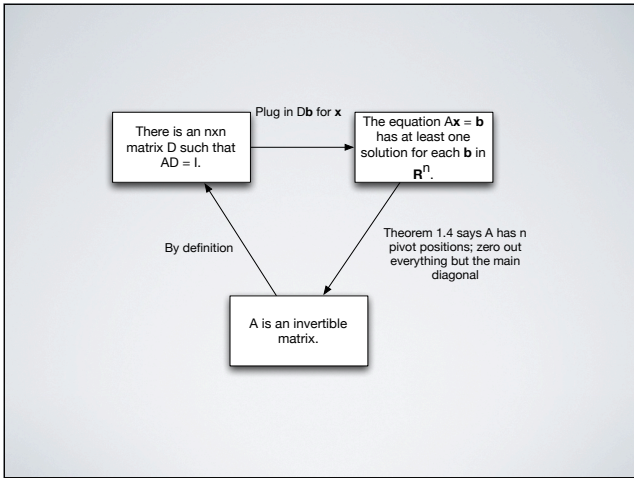 Plug in Db for x
There is an nxn
matrix D such that
AD = I.
The equation Ax = b
has at least one
solution for each b in
Rⁿ.
By definition
Theorem 1.4 says A has n
pivot positions; zero out
everything but the main
diagonal
A is an invertible
matrix.